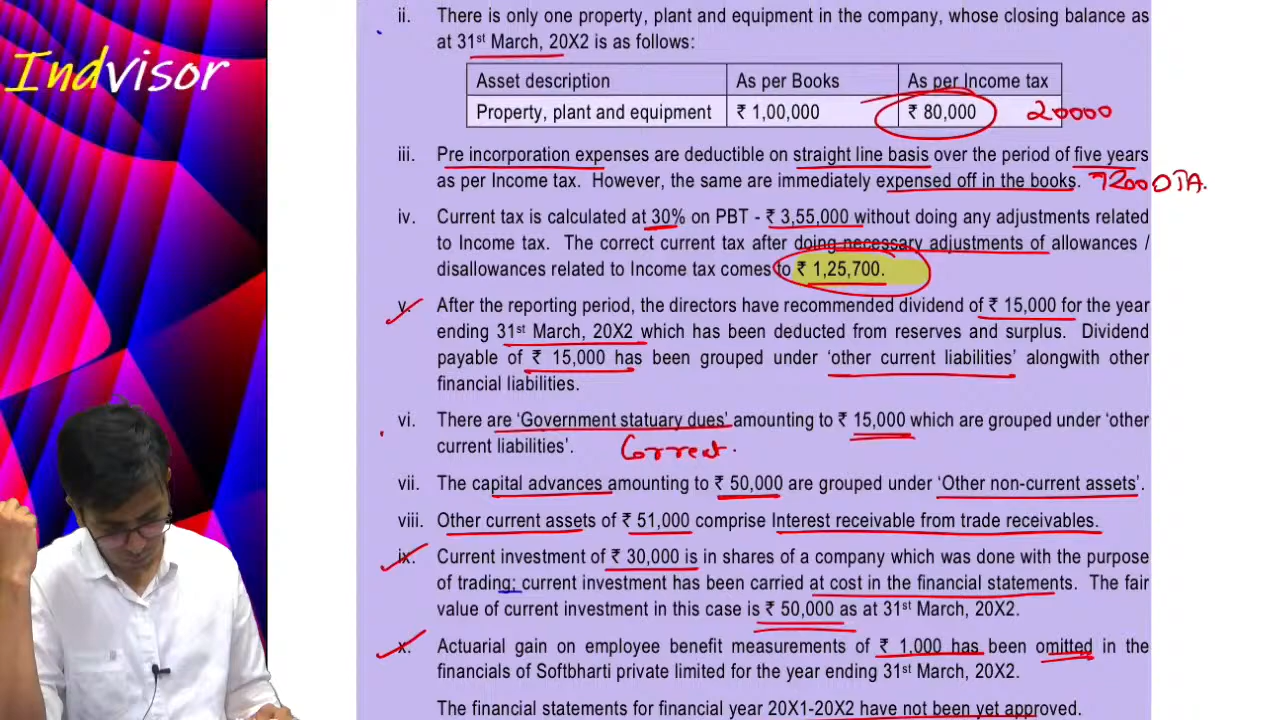 Indvisor
ii. There is only one property, plant and equipment in the company, whose closing balance as
at 31st March, 20X2 is as follows:
Asset description As per Books As per Income tax
Property, plant and equipment ₹ 1,00,000 ₹ 80,000 20000
iii. Pre incorporation expenses are deductible on straight line basis over the period of five years
as per Income tax. However, the same are immediately expensed off in the books. 7200 DTA.
iv. Current tax is calculated at 30% on PBT - ₹ 3,55,000 without doing any adjustments related
to Income tax. The correct current tax after doing necessary adjustments of allowances /
disallowances related to Income tax comes to ₹ 1,25,700.
v. After the reporting period, the directors have recommended dividend of ₹ 15,000 for the year
ending 31st March, 20X2 which has been deducted from reserves and surplus. Dividend
payable of ₹ 15,000 has been grouped under ‘other current liabilities’ alongwith other
financial liabilities.
vi. There are ‘Government statuary dues’ amounting to ₹ 15,000 which are grouped under ‘other
current liabilities’. Correct.
vii. The capital advances amounting to ₹ 50,000 are grouped under ‘Other non-current assets’.
viii. Other current assets of ₹ 51,000 comprise Interest receivable from trade receivables.
ix. Current investment of ₹ 30,000 is in shares of a company which was done with the purpose
of trading; current investment has been carried at cost in the financial statements. The fair
value of current investment in this case is ₹ 50,000 as at 31st March, 20X2.
x. Actuarial gain on employee benefit measurements of ₹ 1,000 has been omitted in the
financials of Softbharti private limited for the year ending 31st March, 20X2.
The financial statements for financial year 20X1-20X2 have not been yet approved.